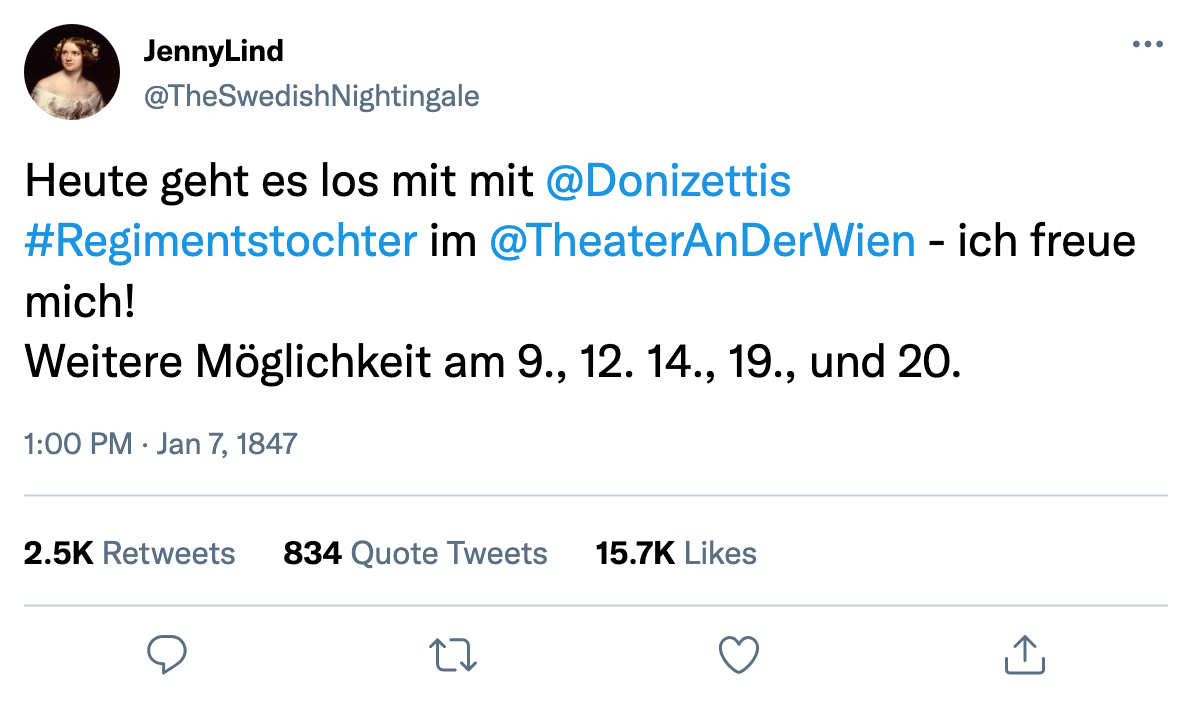 JennyLind
@TheSwedishNightingale
Heute geht es los mit mit @Donizettis
#Regimentstochter im @TheaterAnDerWien - ich freue
mich!
Weitere Möglichkeit am 9., 12. 14., 19., und 20.
1:00 PM · Jan 7, 1847
2.5K Retweets 834 Quote Tweets 15.7K Likes